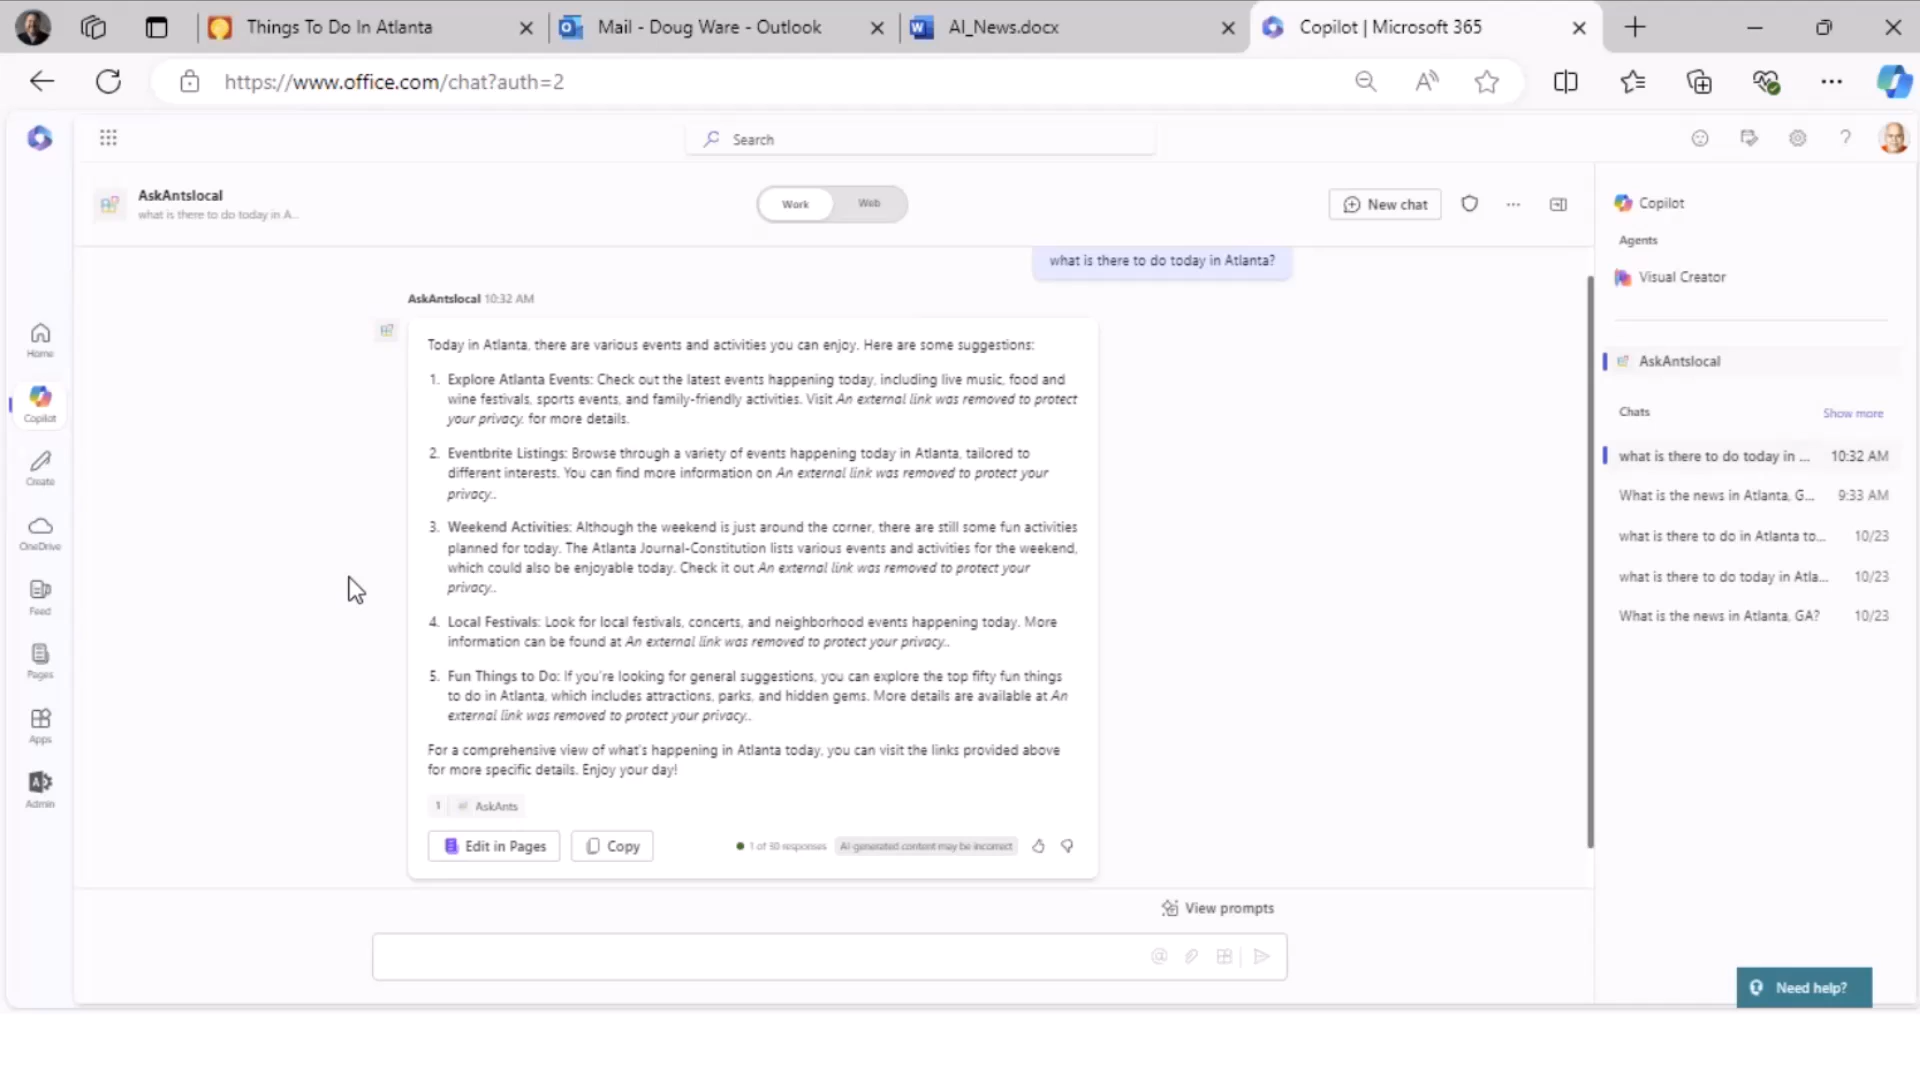 Things To Do In Atlanta
Mail - Doug Ware - Outlook
AI_News.docx
Copilot | Microsoft 365
https://www.office.com/chat?auth=2
Search
AskAntslocal
what is there to do today in A...
Work
Web
New chat
what is there to do today in Atlanta?
AskAntslocal 10:32 AM
Today in Atlanta, there are various events and activities you can enjoy. Here are some suggestions:
1. Explore Atlanta Events: Check out the latest events happening today, including live music, food and
wine festivals, sports events, and family-friendly activities. Visit An external link was removed to protect
your privacy. for more details.
2. Eventbrite Listings: Browse through a variety of events happening today in Atlanta, tailored to
different interests. You can find more information on An external link was removed to protect your
privacy..
3. Weekend Activities: Although the weekend is just around the corner, there are still some fun activities
planned for today. The Atlanta Journal-Constitution lists various events and activities for the weekend,
which could also be enjoyable today. Check it out An external link was removed to protect your
privacy..
4. Local Festivals: Look for local festivals, concerts, and neighborhood events happening today. More
information can be found at An external link was removed to protect your privacy..
5. Fun Things to Do: If you're looking for general suggestions, you can explore the top fifty fun things
to do in Atlanta, which includes attractions, parks, and hidden gems. More details are available at An
external link was removed to protect your privacy..
For a comprehensive view of what's happening in Atlanta today, you can visit the links provided above
for more specific details. Enjoy your day!
1 AskAnts
Edit in Pages
Copy
1 of 30 responses
AI generated content may be incorrect
View prompts
Home
Copilot
Create
OneDrive
Feed
Pages
Apps
Admin
Copilot
Agents
Visual Creator
AskAntslocal
Chats
Show more
what is there to do today in ... 10:32 AM
What is the news in Atlanta, G... 9:33 AM
what is there to do in Atlanta to... 10/23
what is there to do today in Atla... 10/23
What is the news in Atlanta, GA? 10/23
Need help?